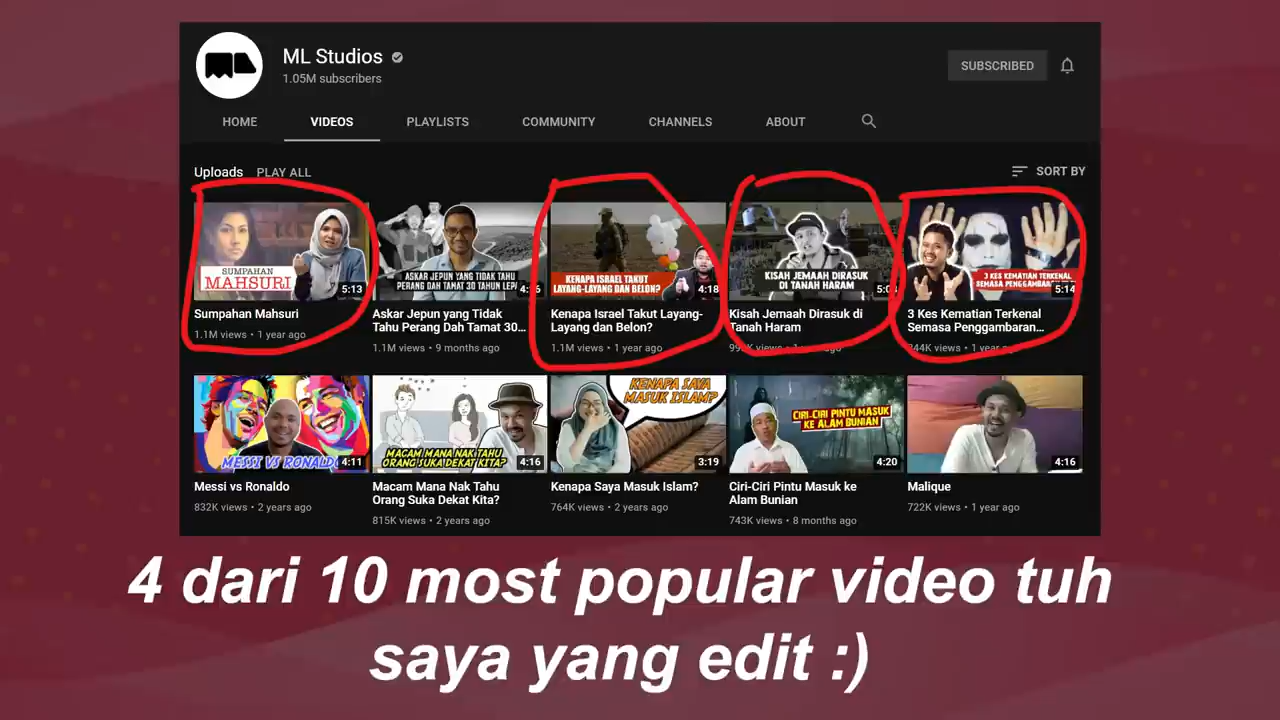 ML Studios
1.05M subscribers
SUBSCRIBED
HOME
VIDEOS
PLAYLISTS
COMMUNITY
CHANNELS
ABOUT
Uploads PLAY ALL
SORT BY
SUMPAHAN
MAHSURI
5:13
Sumpahan Mahsuri
1.1M views • 1 year ago
ASKAR JEPUN YANG TIDAK TAHU
PERANG DAH TAMAT 30 TAHUN
Askar Jepun yang Tidak
Tahu Perang Dah Tamat 30...
1.1M views • 9 months ago
KENAPA ISRAEL TAKUT
LAYANG-LAYANG DAN BELON?
4:18
Kenapa Israel Takut Layang-
Layang dan Belon?
1.1M views • 1 year ago
KISAH JEMAAH DIRASUK
DI TANAH HARAM
Kisah Jemaah Dirasuk di
Tanah Haram
views
3 KES KEMATIAN TERKENAL
SEMASA
5:14
3 Kes Kematian Terkenal
Semasa Penggambaran...
views • 1 year ago
MESSI VS RONALDO
4:11
Messi vs Ronaldo
832K views • 2 years ago
MACAM MANA NAK TAHU
ORANG SUKA DEKAT KITA?
4:16
Macam Mana Nak Tahu
Orang Suka Dekat Kita?
815K views • 2 years ago
KENAPA SAYA
MASUK ISLAM?
3:19
Kenapa Saya Masuk Islam?
764K views • 2 years ago
CIRI-CIRI PINTU MASUK
KE ALAM BUNIAN
4:20
Ciri-Ciri Pintu Masuk ke
Alam Bunian
743K views • 8 months ago
4:16
Malique
722K views • 1 year ago
4 dari 10 most popular video tuh
saya yang edit :)